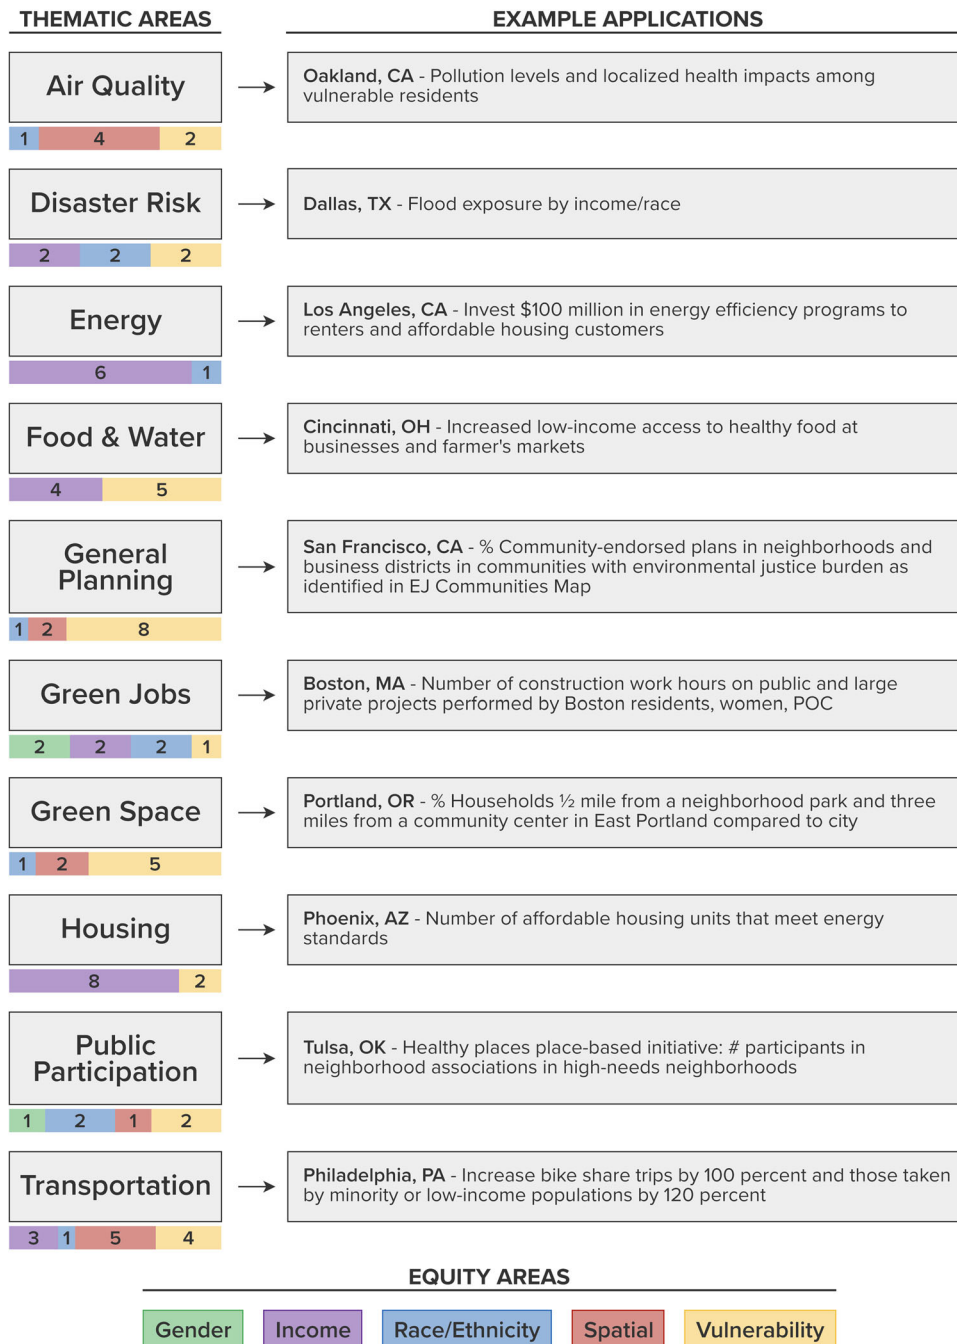 THEMATIC AREAS
EXAMPLE APPLICATIONS
Air Quality
Oakland, CA - Pollution levels and localized health impacts among
vulnerable residents
1 4 2
Disaster Risk
Dallas, TX - Flood exposure by income/race
2 2 2
Energy
Los Angeles, CA - Invest $100 million in energy efficiency programs to
renters and affordable housing customers
6 1
Food & Water
Cincinnati, OH - Increased low-income access to healthy food at
businesses and farmer's markets
4 5
General
Planning
San Francisco, CA - % Community-endorsed plans in neighborhoods and
business districts in communities with environmental justice burden as
identified in EJ Communities Map
1 2 8
Green Jobs
Boston, MA - Number of construction work hours on public and large
private projects performed by Boston residents, women, POC
2 2 2 1
Green Space
Portland, OR - % Households ½ mile from a neighborhood park and three
miles from a community center in East Portland compared to city
1 2 5
Housing
Phoenix, AZ - Number of affordable housing units that meet energy
standards
8 2
Public
Participation
Tulsa, OK - Healthy places place-based initiative: # participants in
neighborhood associations in high-needs neighborhoods
1 2 1 2
Transportation
Philadelphia, PA - Increase bike share trips by 100 percent and those taken
by minority or low-income populations by 120 percent
3 1 5 4
EQUITY AREAS
Gender Income Race/Ethnicity Spatial Vulnerability